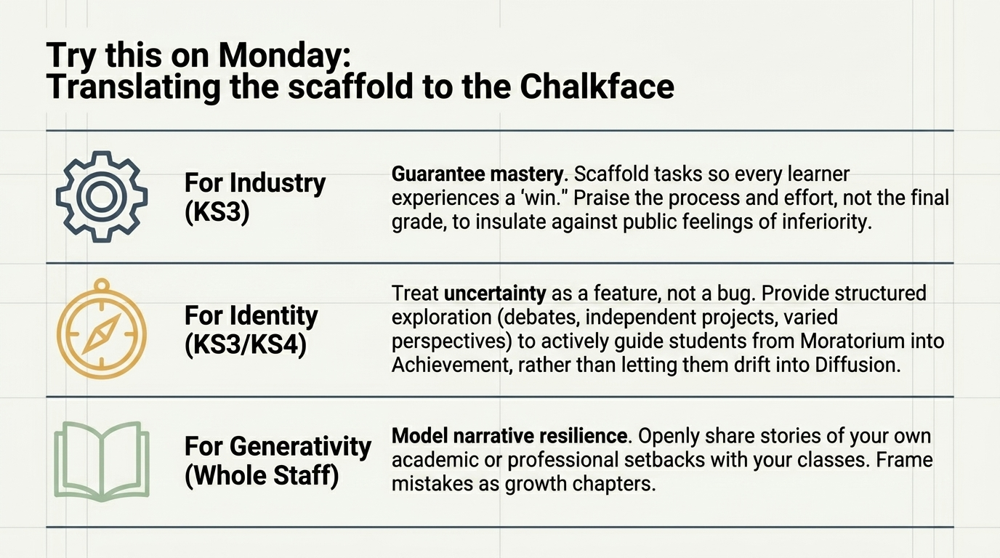 Try this on Monday:
Translating the scaffold to the Chalkface
For Industry
(KS3)
Guarantee mastery. Scaffold tasks so every learner
experiences a ‘win." Praise the process and effort, not the final
grade, to insulate against public feelings of inferiority.
For Identity
(KS3/KS4)
Treat uncertainty as a feature, not a bug. Provide structured
exploration (debates, independent projects, varied
perspectives) to actively guide students from Moratorium into
Achievement, rather than letting them drift into Diffusion.
For Generativity
(Whole Staff)
Model narrative resilience. Openly share stories of your own
academic or professional setbacks with your classes. Frame
mistakes as growth chapters.